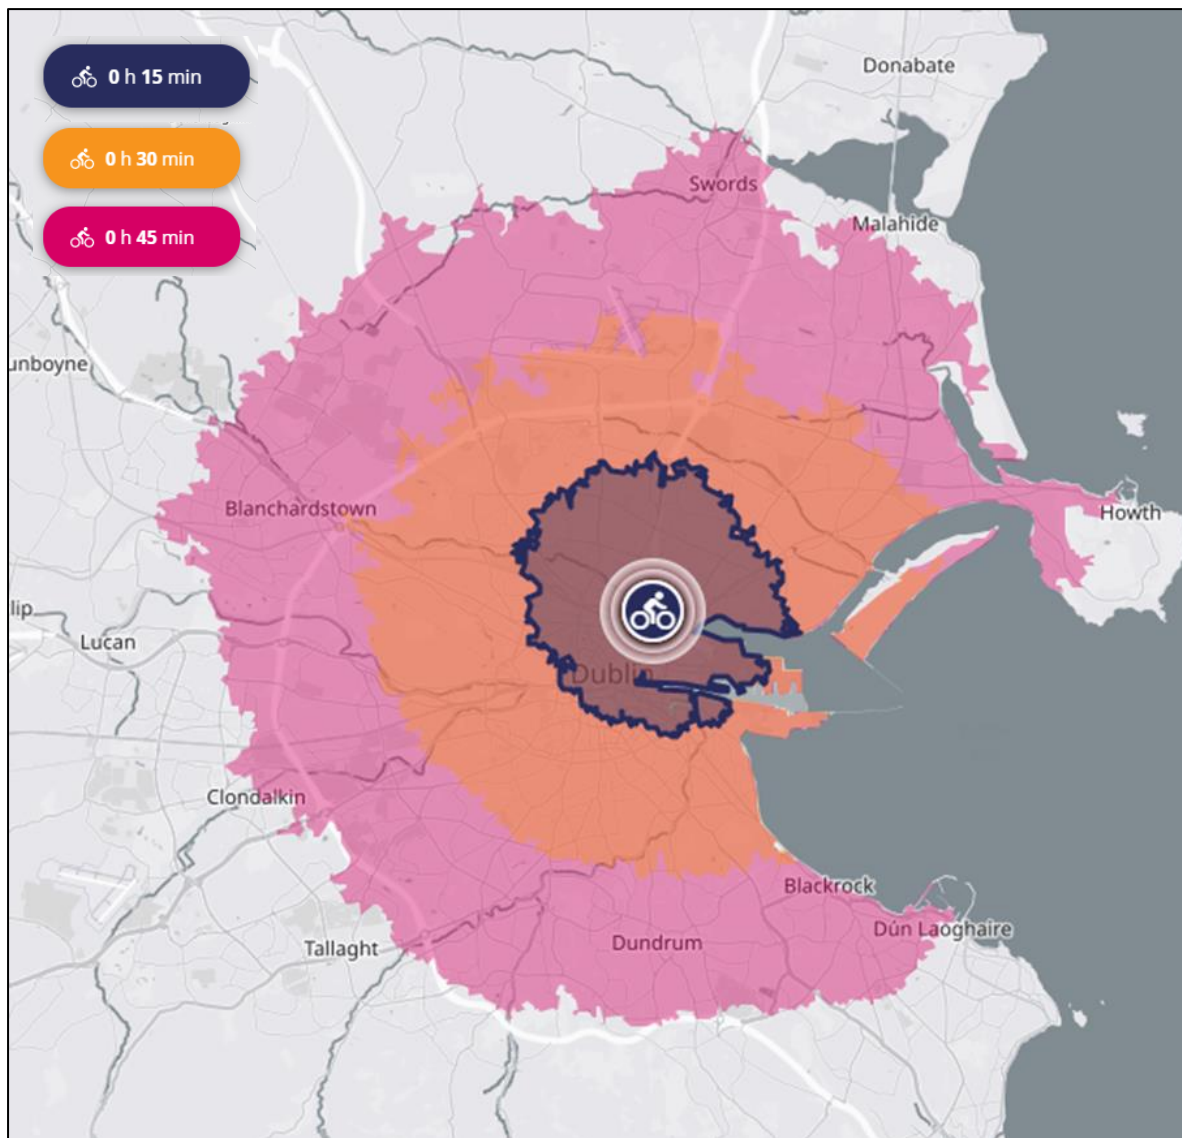 0 h 15 min
0 h 30 min
0 h 45 min
Donabate
Swords
Malahide
unboyne
Blanchardstown
Howth
lip
Lucan
Dublin
Clondalkin
Blackrock
Dún Laoghaire
Tallaght
Dundrum